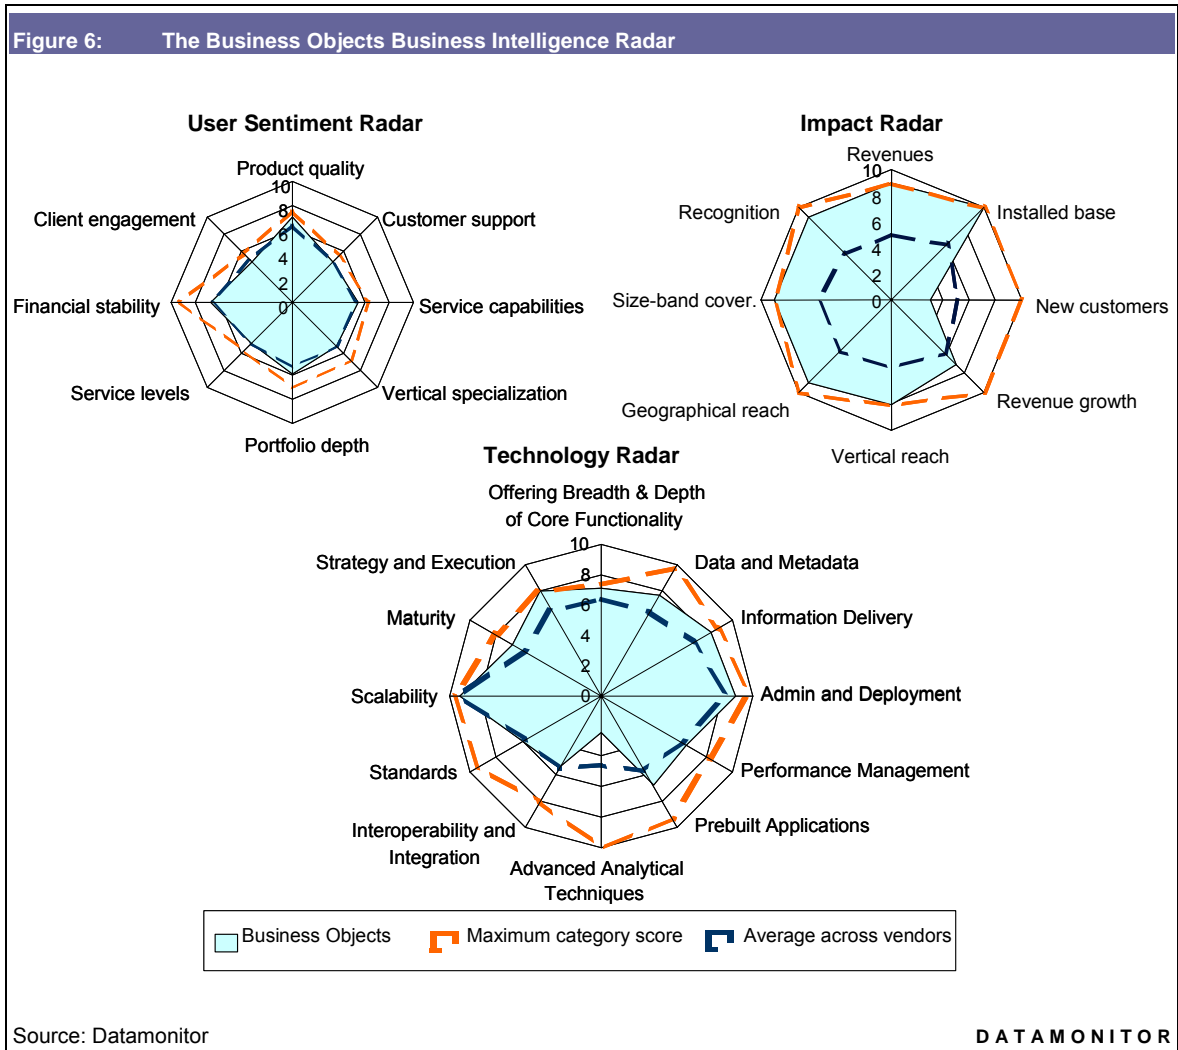 Figure 6: The Business Objects Business Intelligence Radar
User Sentiment Radar
Product quality
Customer support
Service capabilities
Vertical specialization
Portfolio depth
Service levels
Financial stability
Client engagement
10
8
6
4
2
0
Impact Radar
Revenues
Installed base
New customers
Revenue growth
Vertical reach
Geographical reach
Size-band cover.
Recognition
10
8
6
4
2
0
Technology Radar
Offering Breadth & Depth
of Core Functionality
Data and Metadata
Information Delivery
Admin and Deployment
Performance Management
Prebuilt Applications
Advanced Analytical
Techniques
Interoperability and
Integration
Standards
Scalability
Maturity
Strategy and Execution
10
8
6
4
2
0
Business Objects
Maximum category score
Average across vendors
Source: Datamonitor
DATAMONITOR